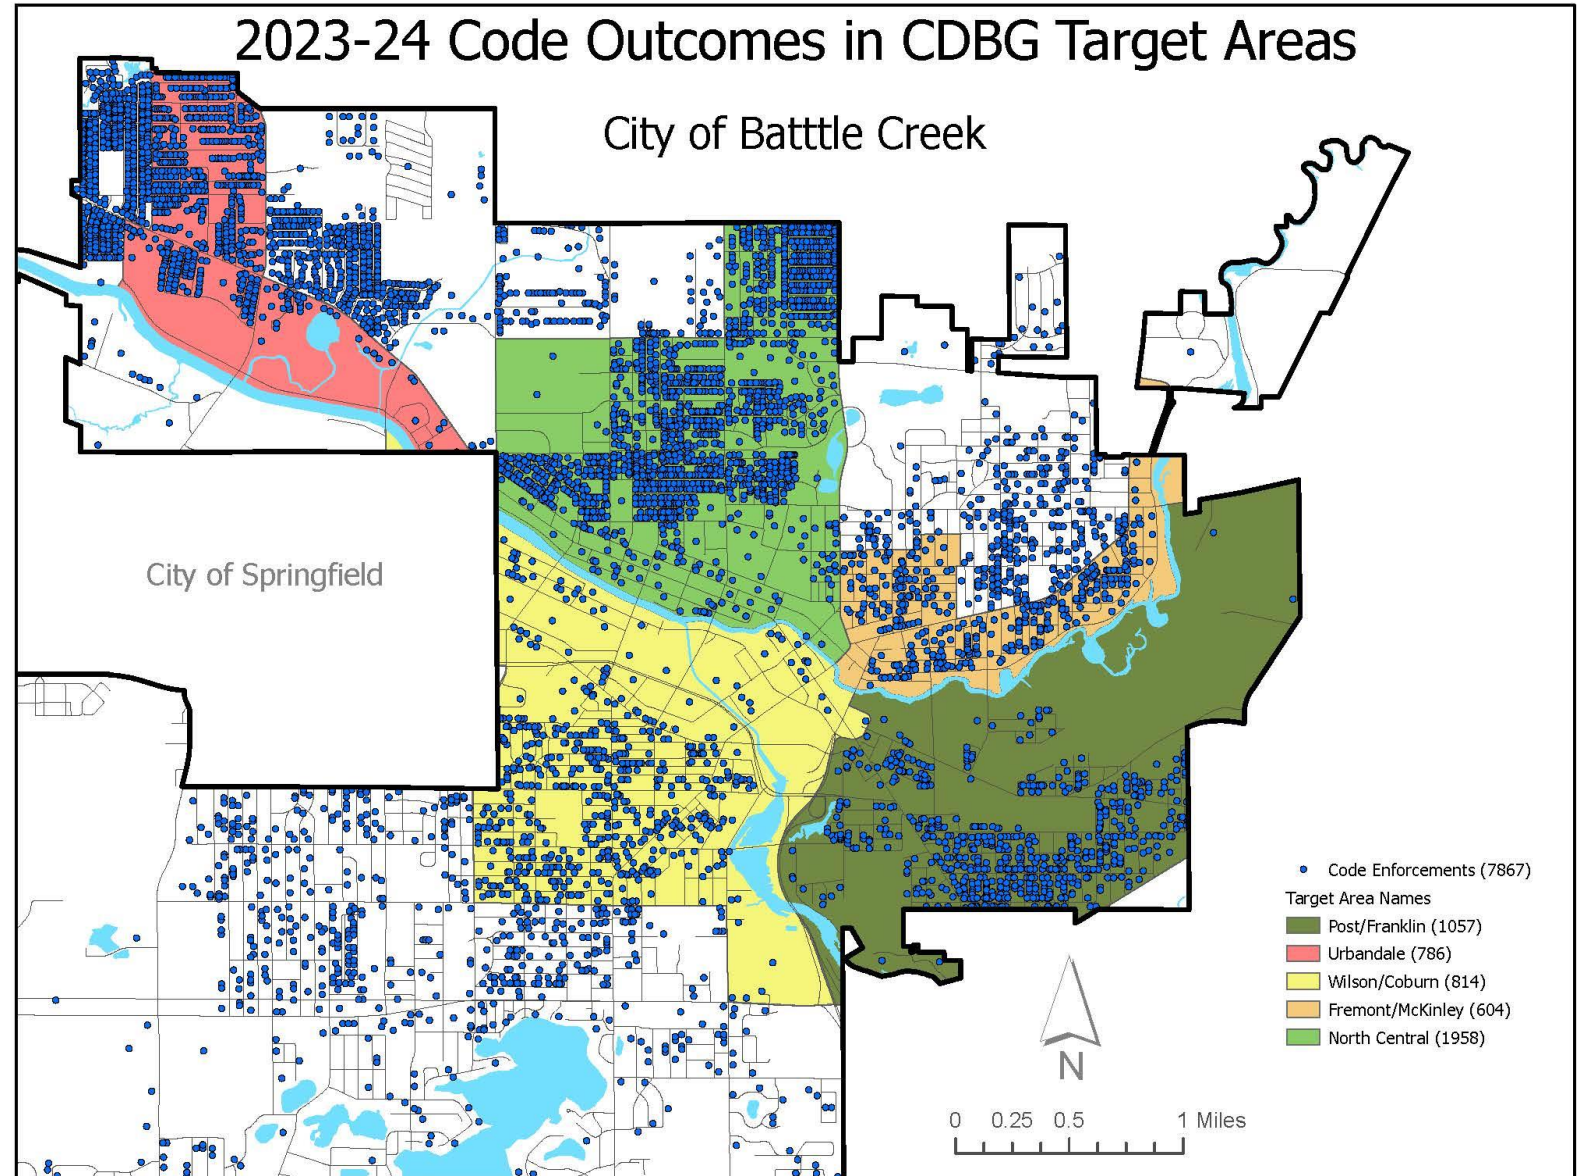 2023-24 Code Outcomes in CDBG Target Areas
City of Batttle Creek
City of Springfield
Code Enforcements (7867)
Target Area Names
Post/Franklin (1057)
Urbandale (786)
Wilson/Coburn (814)
Fremont/McKinley (604)
North Central (1958)
N
0 0.25 0.5 1 Miles